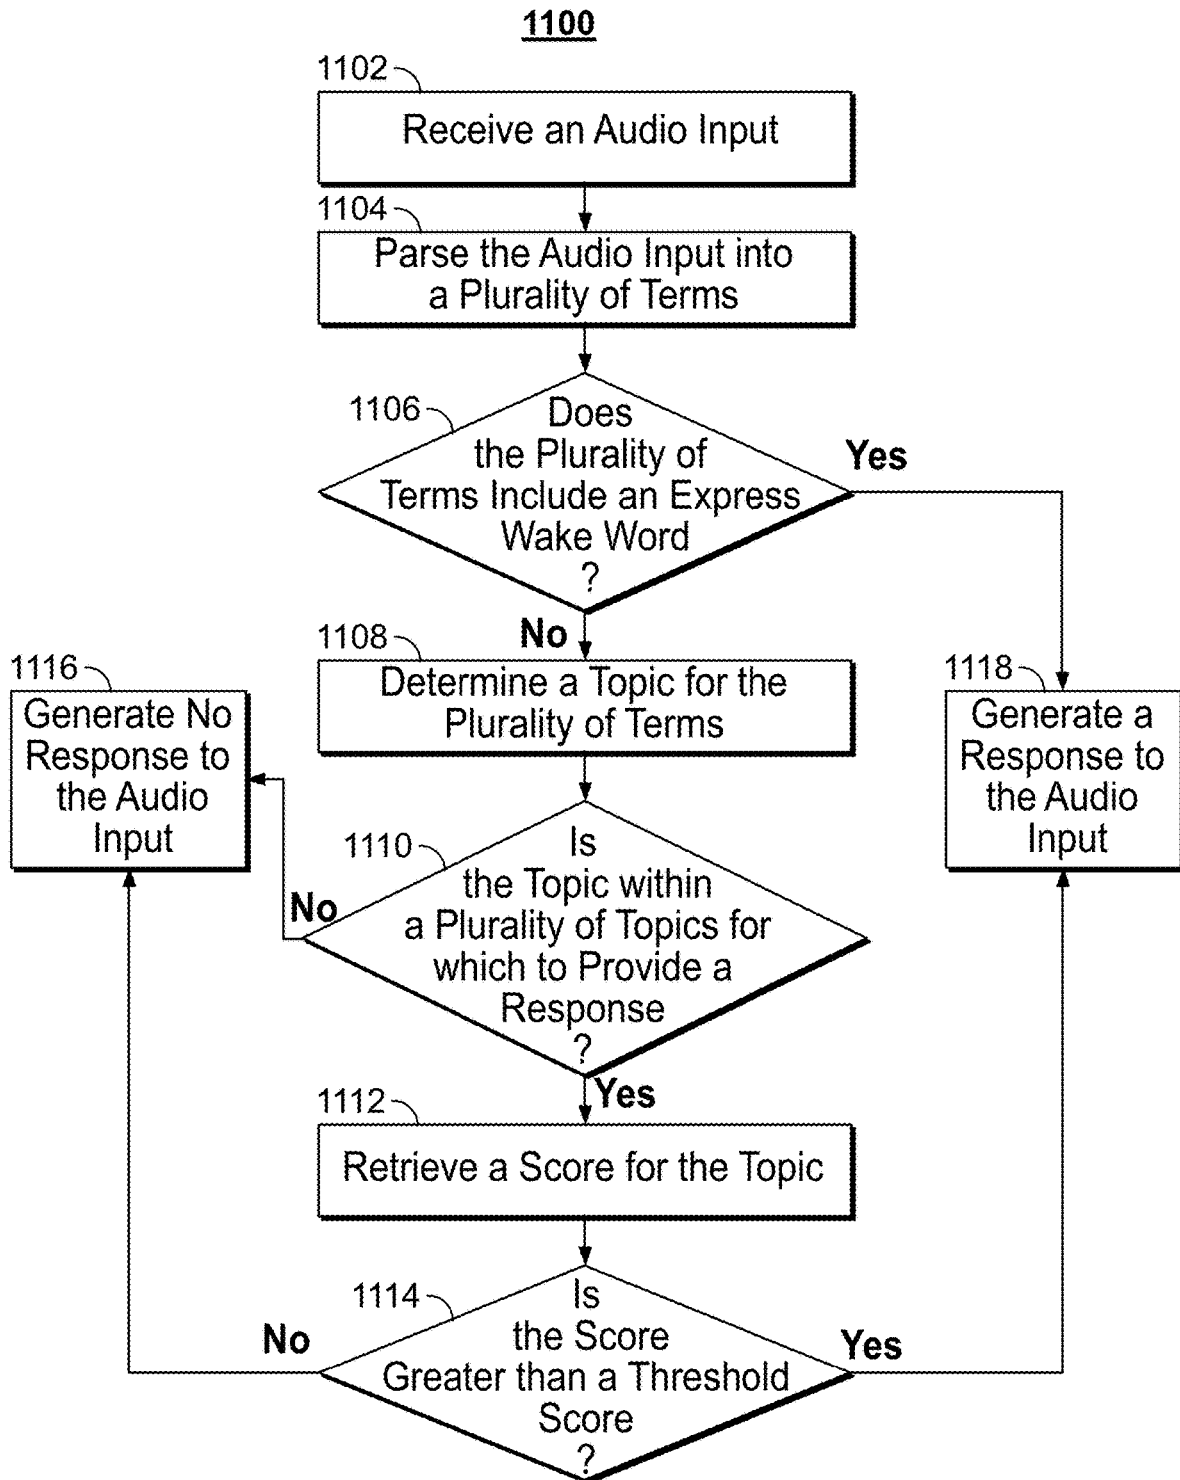 1100
1102
Receive an Audio Input
1104
Parse the Audio Input into
a Plurality of Terms
1106
Does
the Plurality of
Terms Include an Express
Wake Word
?
Yes
No
1108
Determine a Topic for the
Plurality of Terms
1116
Generate No
Response to
the Audio
Input
1118
Generate a
Response to
the Audio
Input
1110
Is
the Topic within
a Plurality of Topics for
which to Provide a
Response
?
No
Yes
1112
Retrieve a Score for the Topic
1114
Is
the Score
Greater than a Threshold
Score
?
No
Yes